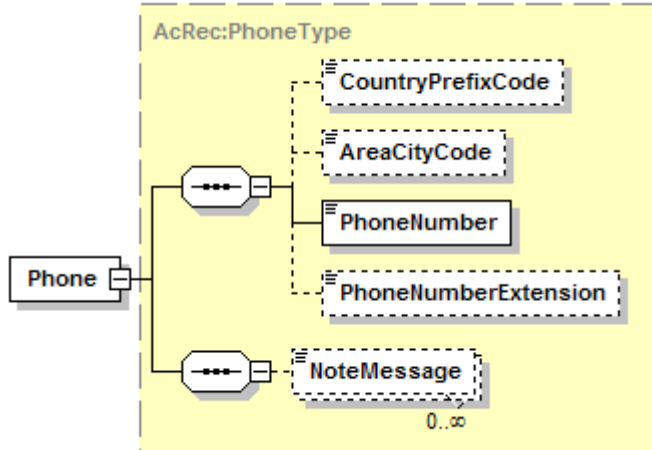 AcRec:PhoneType
CountryPrefixCode
AreaCityCode
PhoneNumber
Phone
PhoneNumberExtension
NoteMessage
0..∞